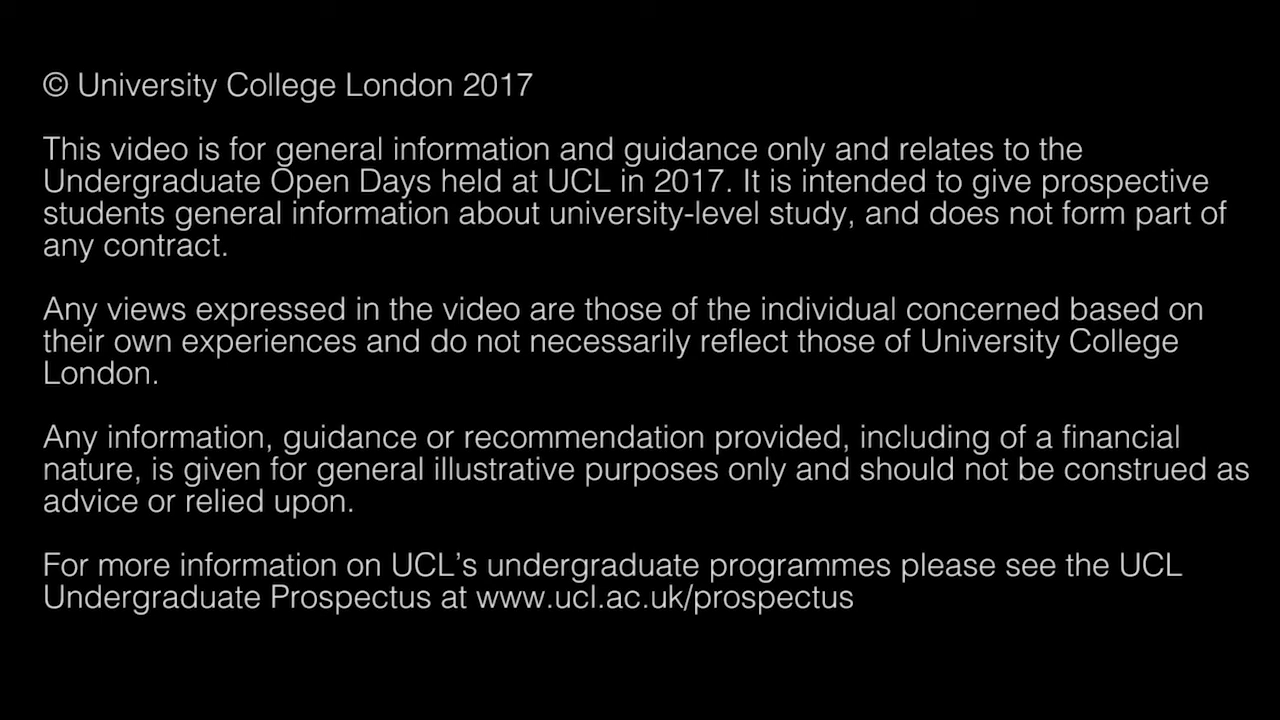 © University College London 2017
This video is for general information and guidance only and relates to the
Undergraduate Open Days held at UCL in 2017. It is intended to give prospective
students general information about university-level study, and does not form part of
any contract.
Any views expressed in the video are those of the individual concerned based on
their own experiences and do not necessarily reflect those of University College
London.
Any information, guidance or recommendation provided, including of a financial
nature, is given for general illustrative purposes only and should not be construed as
advice or relied upon.
For more information on UCL’s undergraduate programmes please see the UCL
Undergraduate Prospectus at www.ucl.ac.uk/prospectus